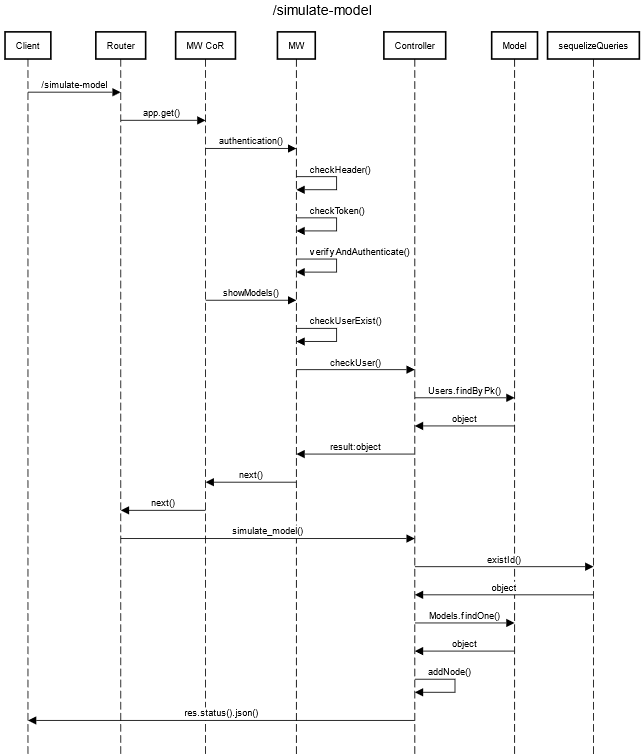 /simulate-model
Client
Router
MW CoR
MW
Controller
Model
sequelizeQueries
/simulate-model
app.get()
authentication()
checkHeader()
checkToken()
verifyAndAuthenticate()
showModels()
checkUserExist()
checkUser()
Users.findByPk()
object
result:object
next()
next()
simulate_model()
existId()
object
Models.findOne()
object
addNode()
res.status().json()